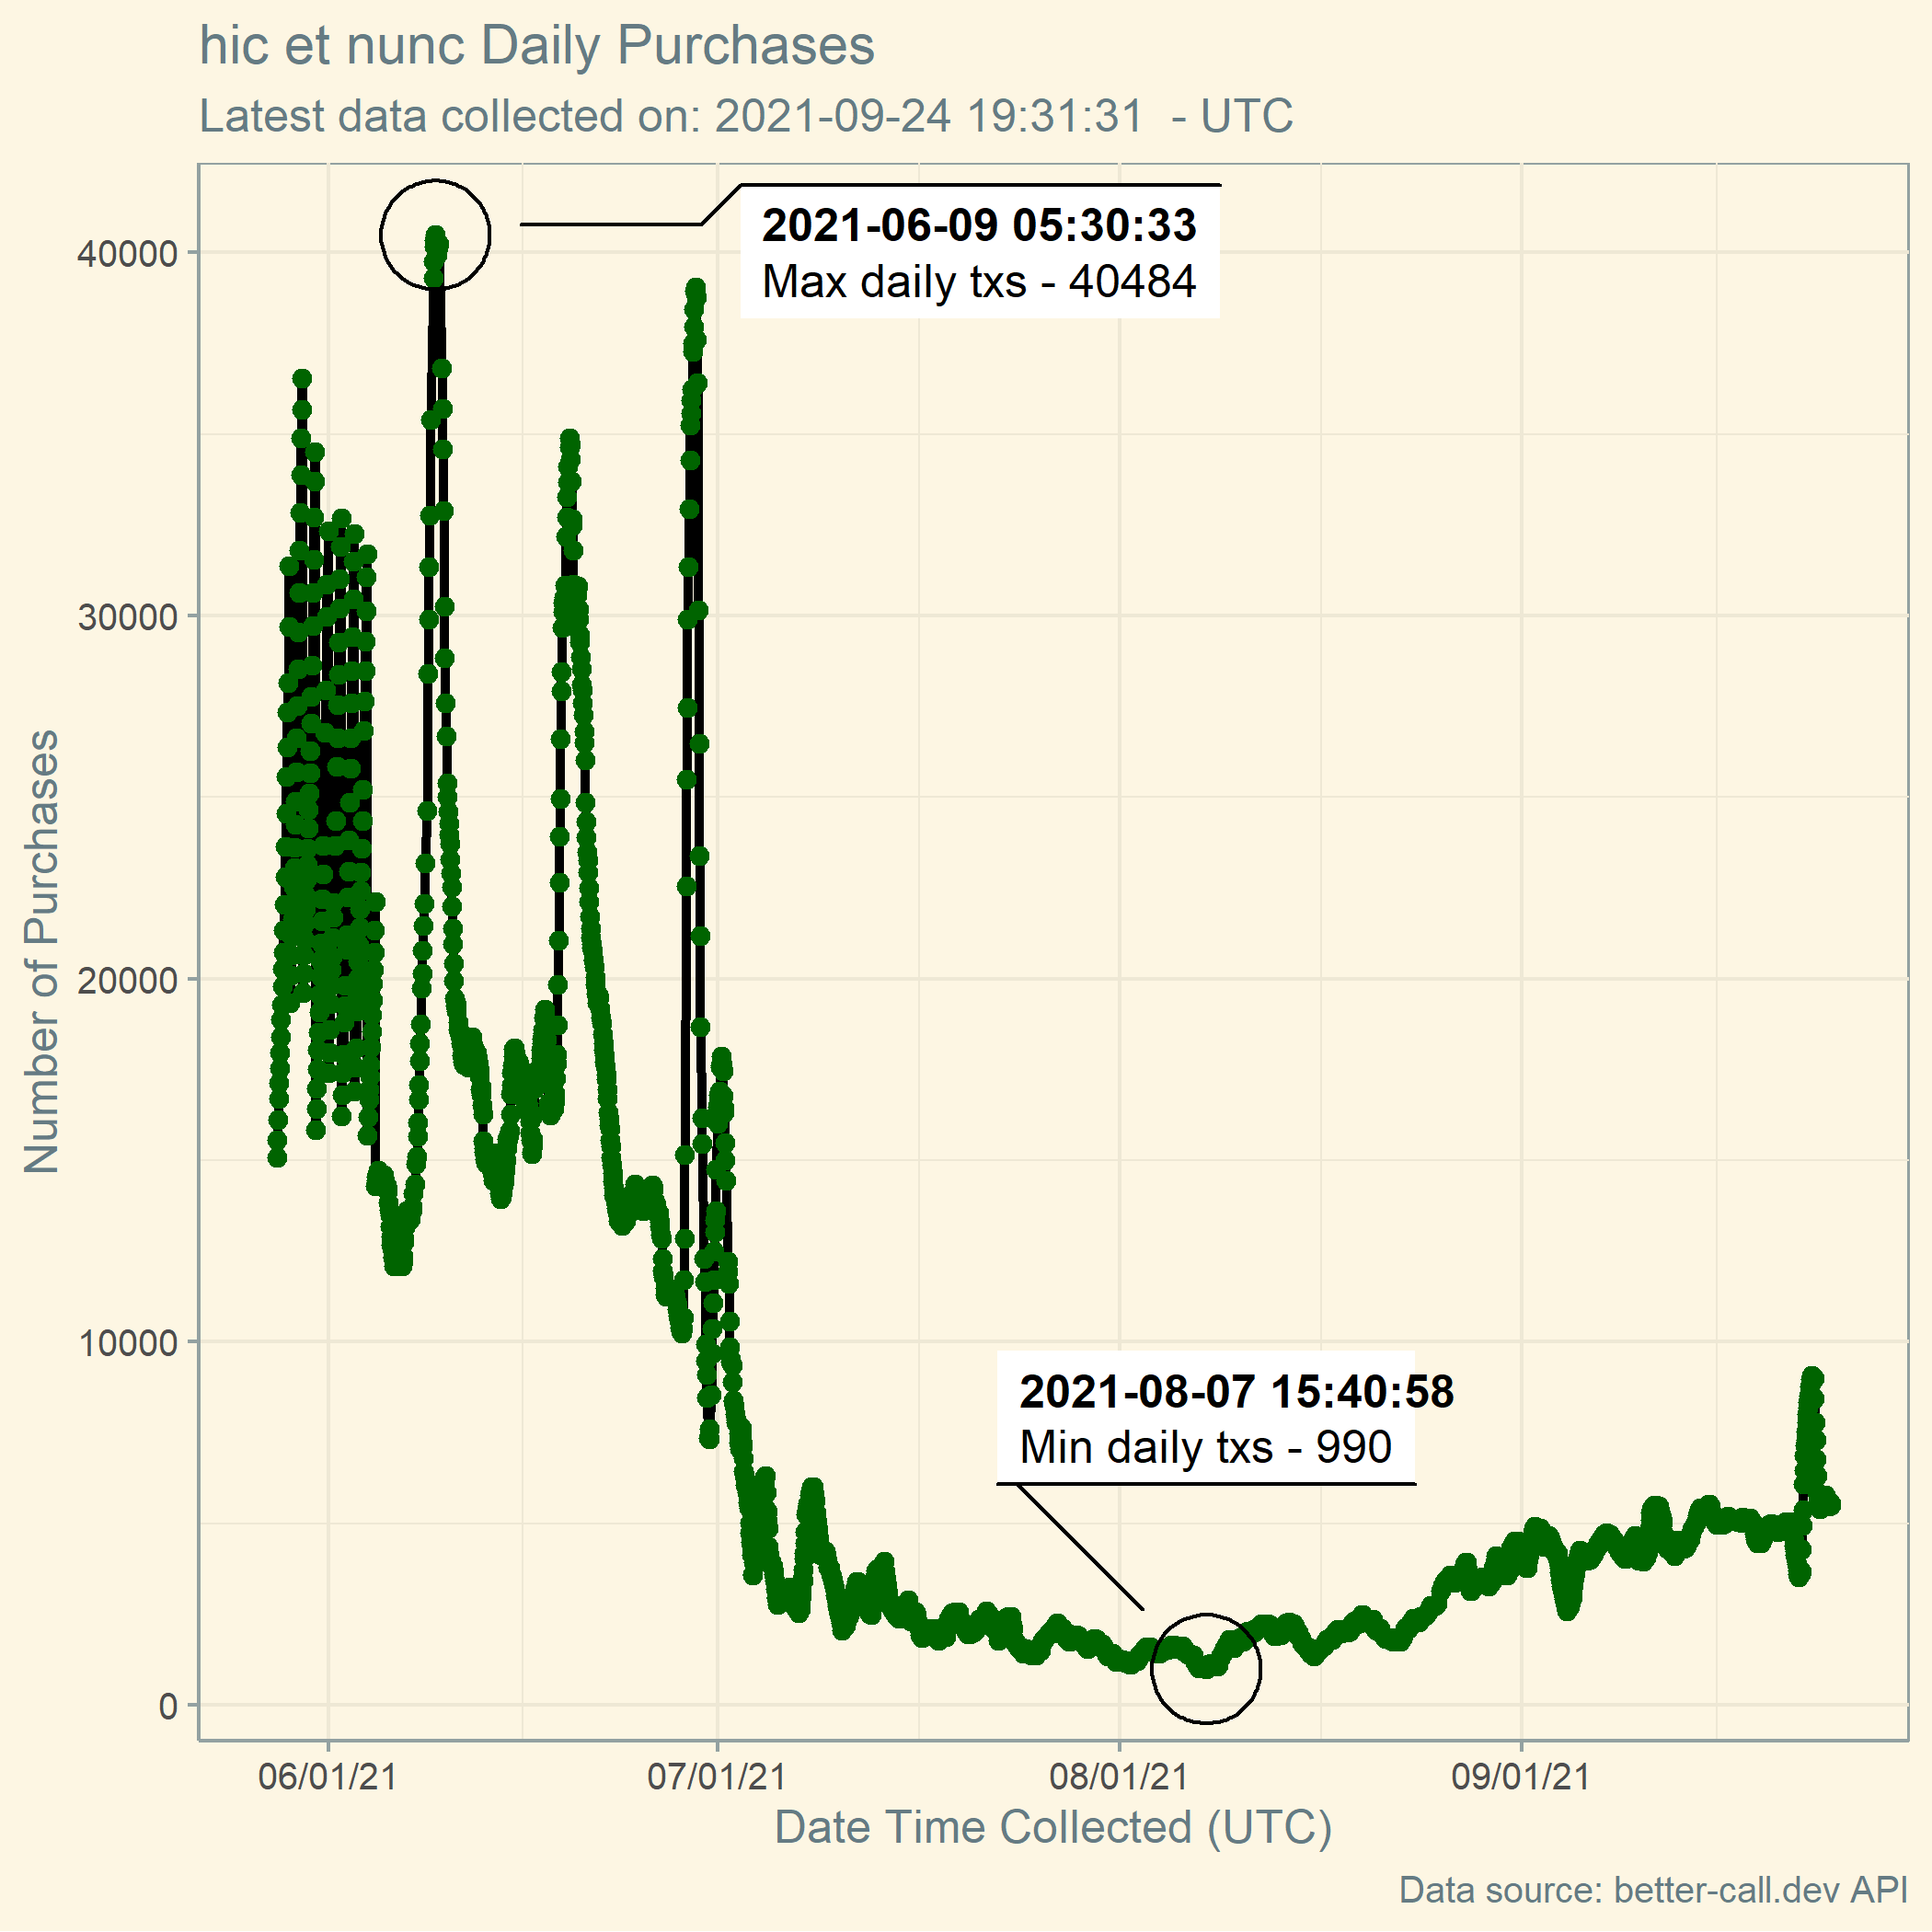 hic et nunc Daily Purchases
Latest data collected on: 2021-09-24 19:31:31  - UTC
2021-06-09 05:30:33
Max daily txs - 40484
40000
30000
20000
10000
0
Number of Purchases
2021-08-07 15:40:58
Min daily txs - 990
06/01/21 07/01/21 08/01/21 09/01/21
Date Time Collected (UTC)
Data source: better-call.dev API